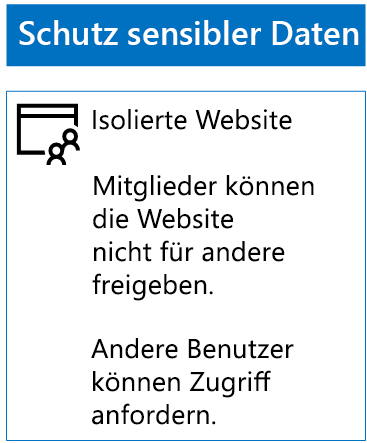 Schutz sensibler Daten
Isolierte Website
Mitglieder können
die Website
nicht für andere
freigeben.
Andere Benutzer
können Zugriff
anfordern.